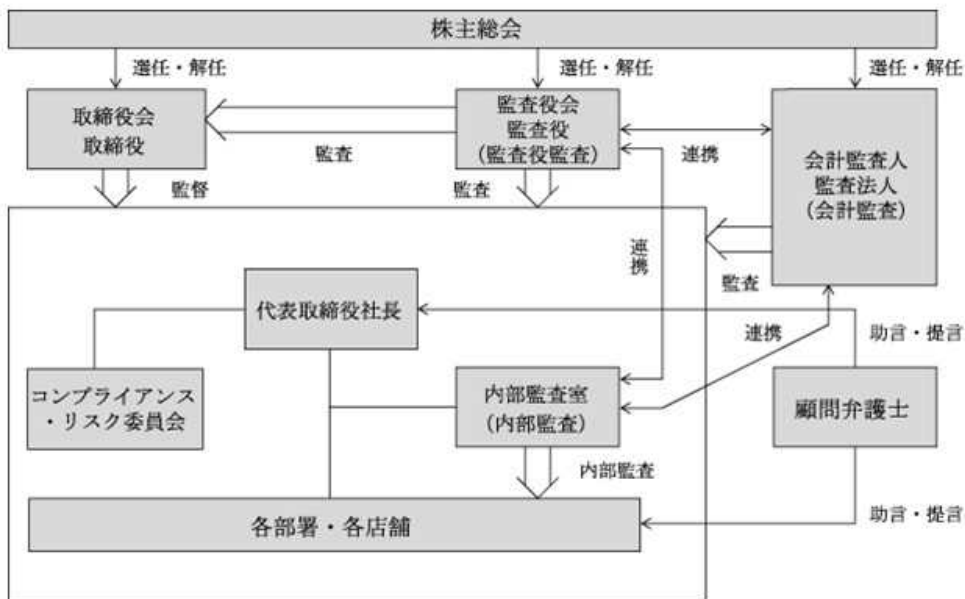 株主総会
選任・解任
選任・解任
選任・解任
取締役会
取締役
監査
監査役会
監査役
(監査役監査)
連携
会計監査人
監査法人
(会計監査)
監督
監査
連携
監査
代表取締役社長
連携
助言・提言
コンプライアンス
・リスク委員会
内部監査室
(内部監査)
顧問弁護士
内部監査
各部署・各店舗
助言・提言